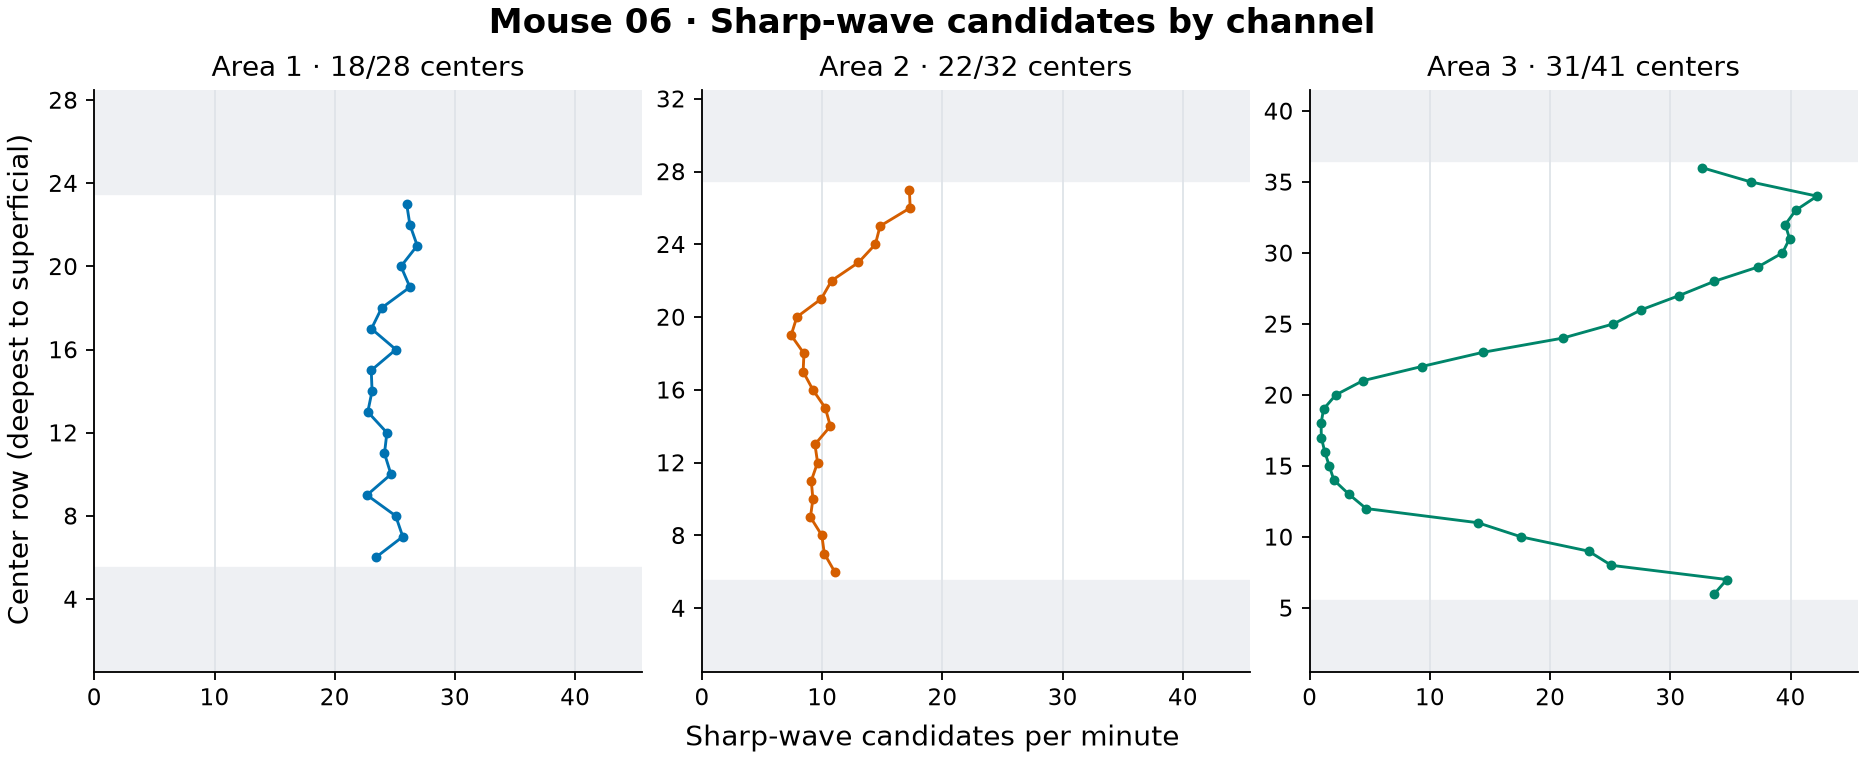 Mouse 06 · Sharp-wave candidates by channel
Area 1 · 18/28 centers
Area 2 · 22/32 centers
Area 3 · 31/41 centers
Center row (deepest to superficial)
28
24
20
16
12
8
4
0 10 20 30 40
32
28
24
20
16
12
8
4
0 10 20 30 40
40
35
30
25
20
15
10
5
0 10 20 30 40
Sharp-wave candidates per minute